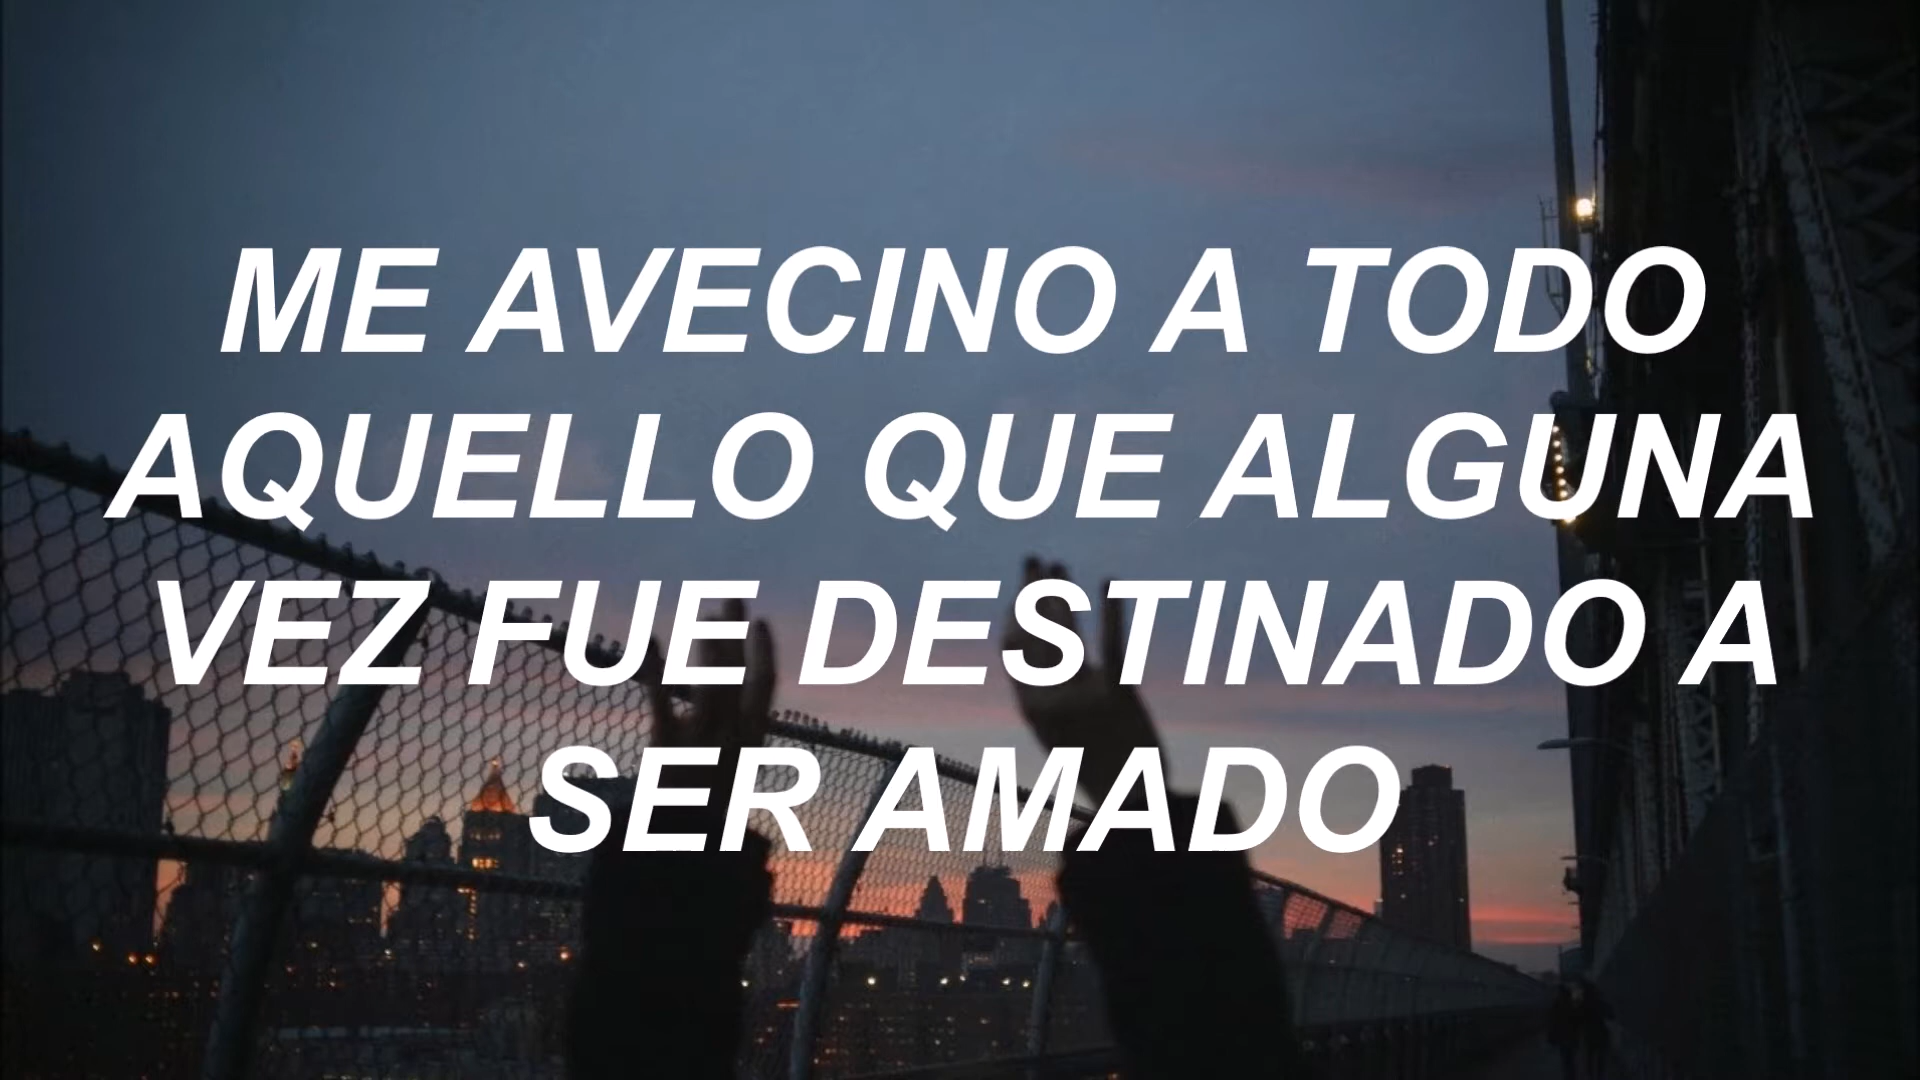 ME AVECINO A TODO
AQUELLO QUE ALGUNA
VEZ FUE DESTINADO A
SER AMADO